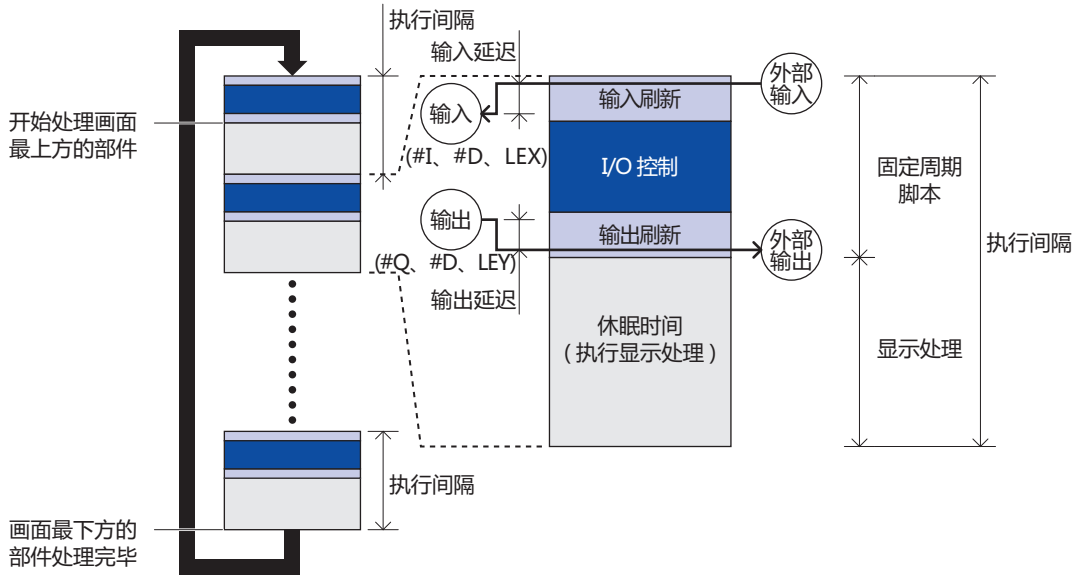 执行间隔
开始处理画面
最上方的部件
执行间隔
画面最下方的
部件处理完毕
输入延迟
输入
(#I、#D、LEX)
输出
(#Q、#D、LEY)
输出延迟
输入刷新
I/O 控制
输出刷新
休眠时间
（执行显示处理）
外部
输入
外部
输出
固定周期
脚本
显示处理
执行间隔